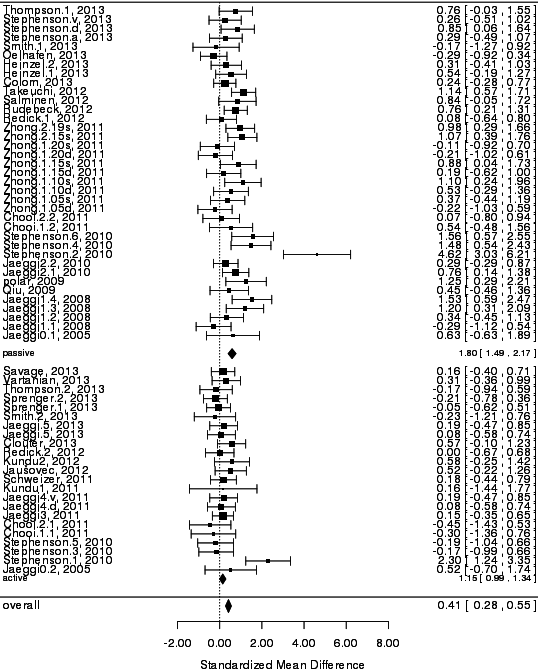 Thompson.1, 2013 0.76 [ -0.03 , 1.55 ]
Stephenson.v, 2013 0.26 [ -0.51 , 1.02 ]
Stephenson.d, 2013 0.85 [ 0.06 , 1.64 ]
Stephenson.a, 2013 0.29 [ -0.49 , 1.07 ]
Smith.1, 2013 -0.17 [ -1.27 , 0.92 ]
Oelhafen, 2013 -0.29 [ -0.92 , 0.34 ]
Heinzel.2, 2013 0.31 [ -0.41 , 1.03 ]
Heinzel.1, 2013 0.54 [ -0.19 , 1.27 ]
Colom, 2013 0.24 [ -0.28 , 0.77 ]
Takeuchi, 2012 1.14 [ 0.57 , 1.71 ]
Salminen, 2012 0.84 [ -0.05 , 1.72 ]
Rudebeck, 2012 0.76 [ 0.21 , 1.31 ]
Redick.1, 2012 0.08 [ -0.64 , 0.80 ]
Zhong.2.19s, 2011 0.98 [ 0.29 , 1.66 ]
Zhong.2.15s, 2011 1.07 [ 0.39 , 1.76 ]
Zhong.1.20s, 2011 -0.11 [ -0.92 , 0.70 ]
Zhong.1.20d, 2011 -0.21 [ -1.02 , 0.61 ]
Zhong.1.15s, 2011 0.88 [ 0.04 , 1.73 ]
Zhong.1.15d, 2011 0.19 [ -0.62 , 1.00 ]
Zhong.1.10s, 2011 1.10 [ 0.24 , 1.96 ]
Zhong.1.10d, 2011 0.53 [ -0.29 , 1.36 ]
Zhong.1.05s, 2011 0.37 [ -0.44 , 1.19 ]
Zhong.1.05d, 2011 -0.22 [ -1.03 , 0.59 ]
Chooi.2.2, 2011 0.07 [ -0.80 , 0.94 ]
Chooi.1.2, 2011 0.54 [ -0.48 , 1.56 ]
Stephenson.6, 2010 1.56 [ 0.57 , 2.55 ]
Stephenson.4, 2010 1.48 [ 0.54 , 2.43 ]
Stephenson.2, 2010 4.62 [ 3.03 , 6.21 ]
Jaeggi2.2, 2010 0.29 [ -0.29 , 0.87 ]
Jaeggi2.1, 2010 0.76 [ 0.14 , 1.38 ]
polar, 2009 1.25 [ 0.29 , 2.21 ]
Qiu, 2009 0.45 [ -0.46 , 1.36 ]
Jaeggi1.4, 2008 1.53 [ 0.59 , 2.47 ]
Jaeggi1.3, 2008 1.20 [ 0.31 , 2.09 ]
Jaeggi1.2, 2008 0.34 [ -0.45 , 1.13 ]
Jaeggi1.1, 2008 -0.29 [ -1.12 , 0.54 ]
Jaeggi0.1, 2005 0.63 [ -0.63 , 1.89 ]
passive 1.80 [ 1.49 , 2.17 ]
Savage, 2013 0.16 [ -0.40 , 0.71 ]
Vartanian, 2013 0.31 [ -0.36 , 0.99 ]
Thompson.2, 2013 -0.17 [ -0.94 , 0.59 ]
Sprenger.2, 2013 -0.21 [ -0.78 , 0.36 ]
Sprenger.1, 2013 -0.05 [ -0.62 , 0.51 ]
Smith.2, 2013 -0.23 [ -1.21 , 0.76 ]
Jaeggi.5, 2013 0.19 [ -0.47 , 0.85 ]
Jaeggi.5, 2013 0.08 [ -0.58 , 0.74 ]
Clouter, 2013 0.57 [ -0.10 , 1.23 ]
Redick.2, 2012 0.00 [ -0.67 , 0.68 ]
Kundu2, 2012 0.58 [ -0.25 , 1.42 ]
Jausovec, 2012 0.52 [ -0.22 , 1.26 ]
Schweizer, 2011 0.18 [ -0.44 , 0.79 ]
Kundu1, 2011 0.16 [ -1.44 , 1.77 ]
Jaeggi4.v, 2011 0.19 [ -0.47 , 0.85 ]
Jaeggi4.d, 2011 0.08 [ -0.58 , 0.74 ]
Jaeggi3, 2011 0.15 [ -0.35 , 0.65 ]
Chooi.2.1, 2011 -0.45 [ -1.43 , 0.53 ]
Chooi.1.1, 2011 -0.30 [ -1.36 , 0.76 ]
Stephenson.5, 2010 -0.19 [ -1.04 , 0.66 ]
Stephenson.3, 2010 -0.17 [ -0.99 , 0.66 ]
Stephenson.1, 2010 2.30 [ 1.24 , 3.35 ]
Jaeggi0.2, 2005 0.52 [ -0.70 , 1.74 ]
active 1.15 [ 0.99 , 1.34 ]
overall 0.41 [ 0.28 , 0.55 ]
-2.00 0.00 2.00 4.00 6.00 8.00
Standardized Mean Difference